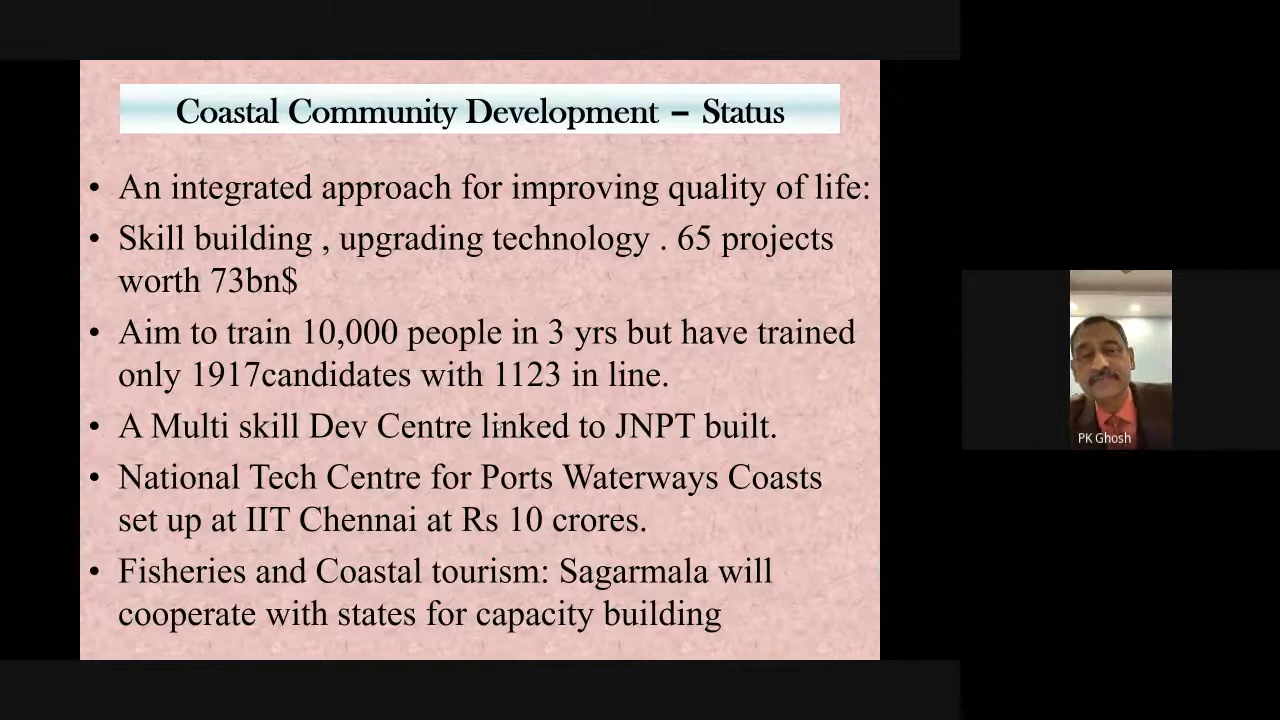 Coastal Community Development – Status
• An integrated approach for improving quality of life:
• Skill building , upgrading technology . 65 projects
worth 73bn$
• Aim to train 10,000 people in 3 yrs but have trained
only 1917candidates with 1123 in line.
• A Multi skill Dev Centre linked to JNPT built.
• National Tech Centre for Ports Waterways Coasts
set up at IIT Chennai at Rs 10 crores.
• Fisheries and Coastal tourism: Sagarmala will
cooperate with states for capacity building
PK Ghosh